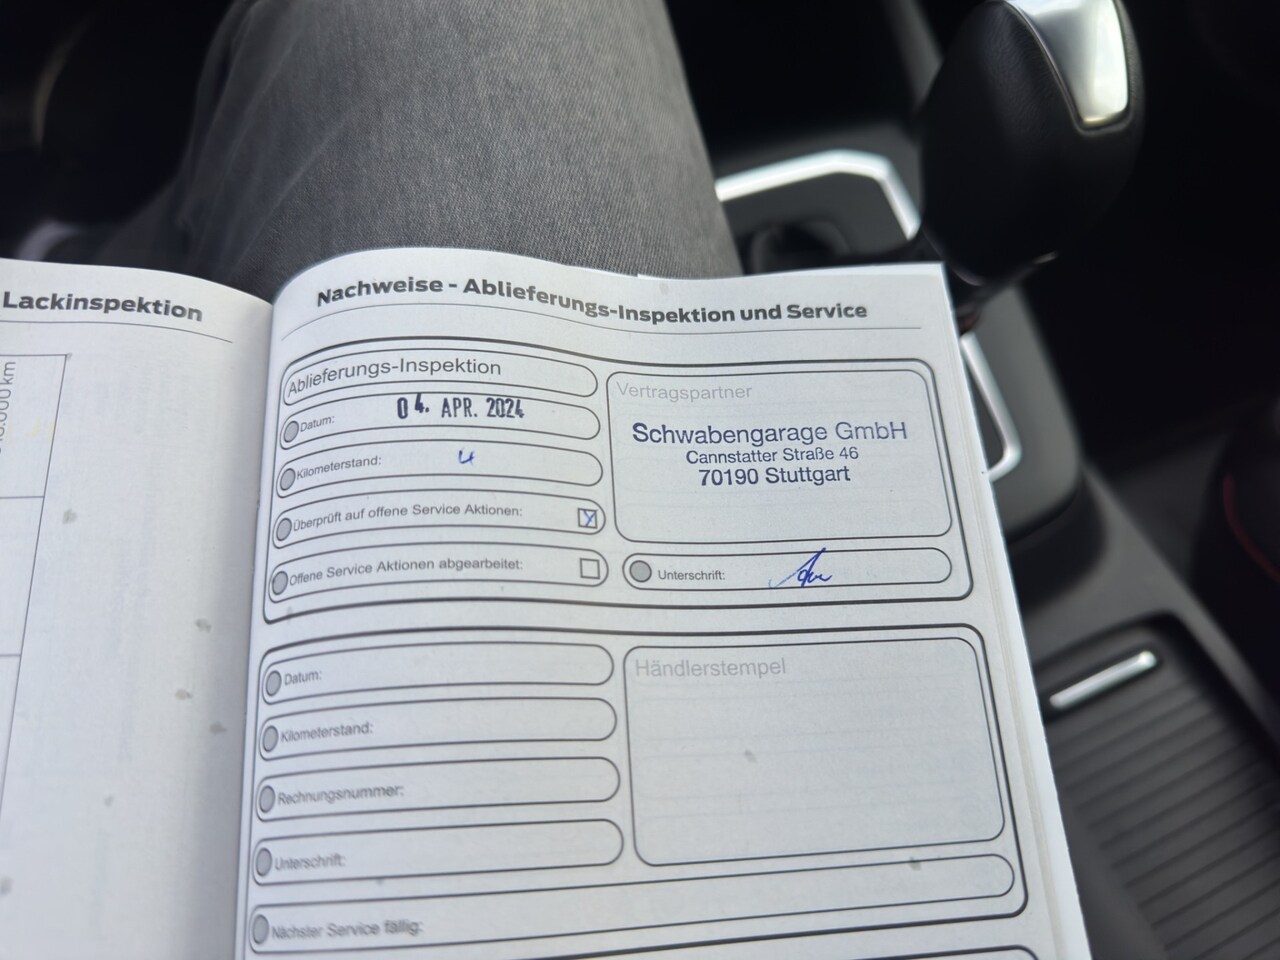 Lackinspektion
Nachweise - Ablieferungs-Inspektion und Service
Ablieferungs-Inspektion
Datum: 04. APR. 2024
Kilometerstand: 4
Überprüft auf offene Service Aktionen:
Offene Service Aktionen abgearbeitet:
Vertragspartner
Schwabengarage GmbH
Cannstatter Straße 46
70190 Stuttgart
Unterschrift:
Datum:
Kilometerstand:
Rechnungsnummer:
Unterschrift:
Nächster Service fällig:
Händlerstempel